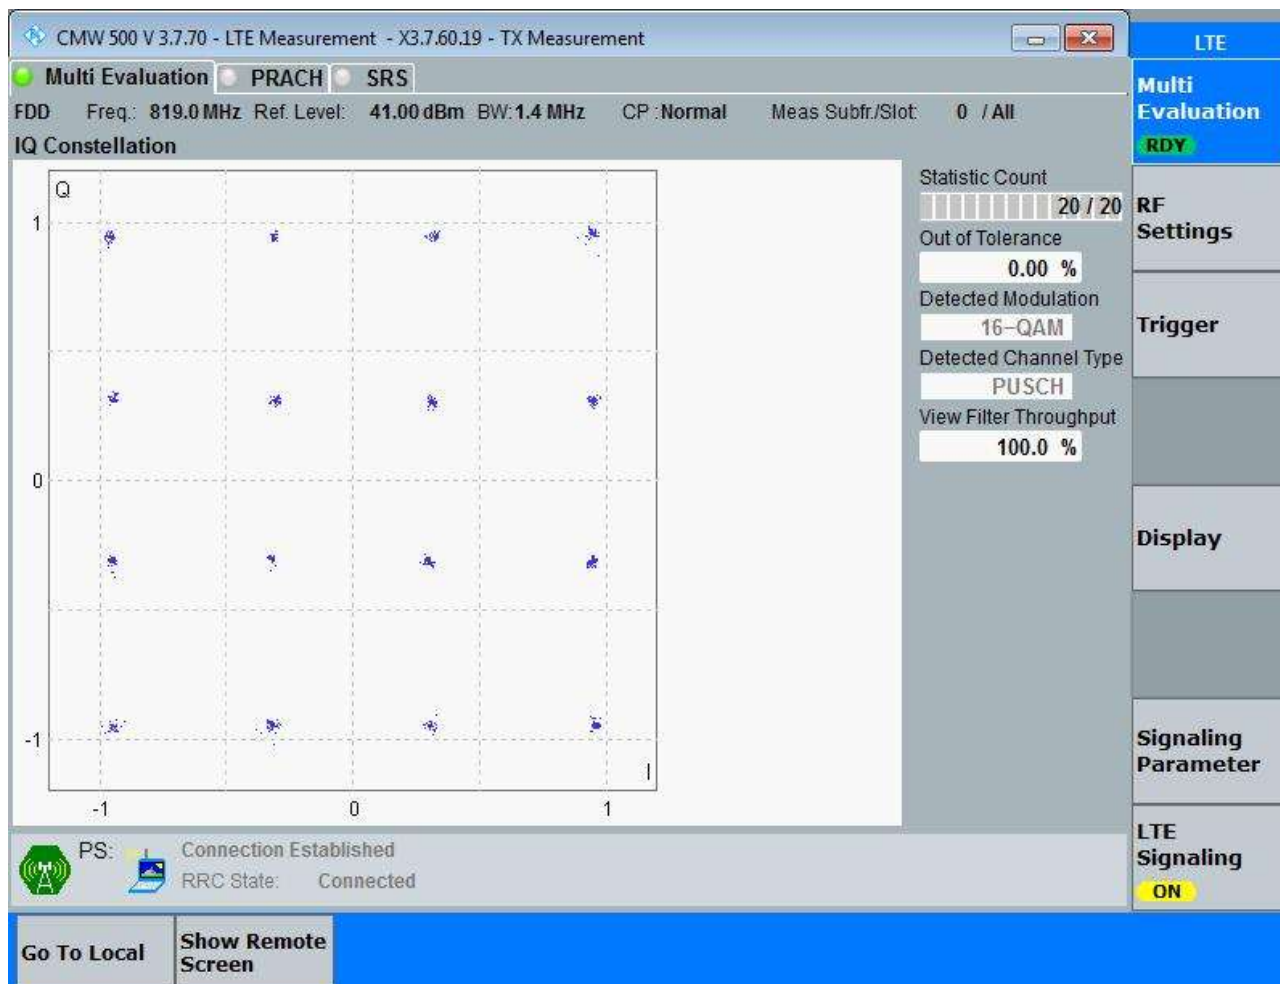 CMW 500 V 3.7.70 - LTE Measurement - X3.7.60.19 - TX Measurement
LTE
Multi Evaluation PRACH SRS
FDD Freq.: 819.0 MHz Ref. Level: 41.00 dBm BW:1.4 MHz CP :Normal Meas Subfr./Slot: 0 / All
IQ Constellation
Q
1
0
-1
I
-1 0 1
Statistic Count
20 / 20
Out of Tolerance
0.00 %
Detected Modulation
16-QAM
Detected Channel Type
PUSCH
View Filter Throughput
100.0 %
PS: Connection Established
RRC State: Connected
Multi
Evaluation
RDY
RF
Settings
Trigger
Display
Signaling
Parameter
LTE
Signaling
ON
Go To Local
Show Remote
Screen